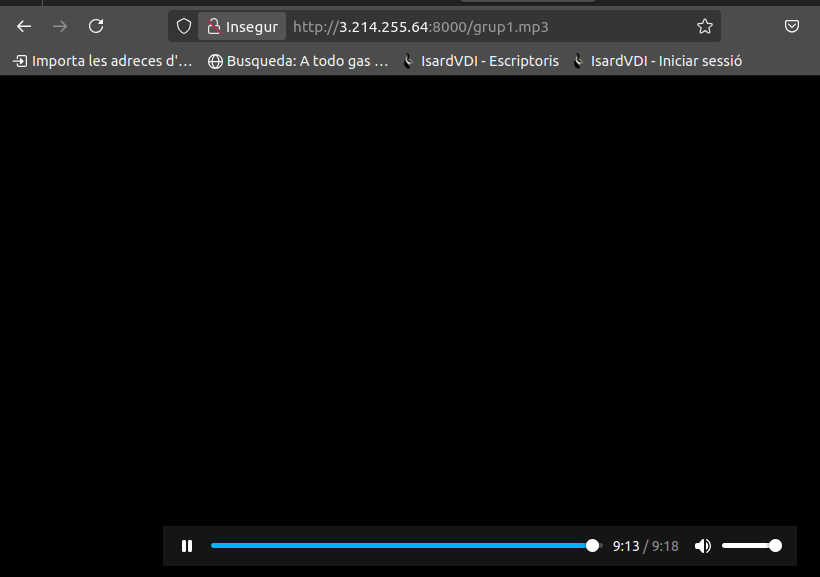 Insegur http://3.214.255.64:8000/grup1.mp3
Importa les adreces d'... Busqueda: A todo gas ... IsardVDI - Escriptoris IsardVDI - Iniciar sessió
9:13 / 9:18